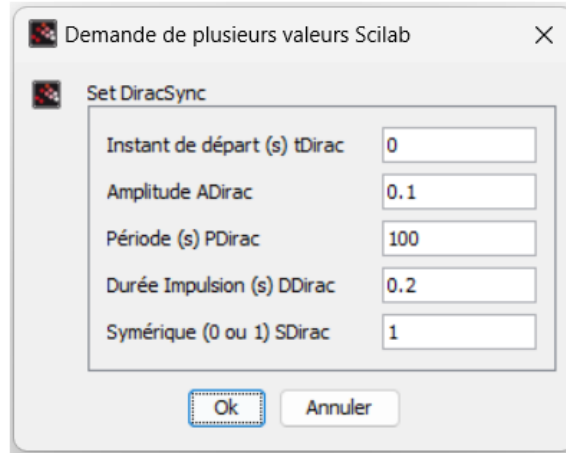 Demande de plusieurs valeurs Scilab
Set DiracSync
Instant de départ (s) tDirac 0
Amplitude ADirac 0.1
Période (s) PDirac 100
Durée Impulsion (s) DDirac 0.2
Symérique (0 ou 1) SDirac 1
Ok Annuler